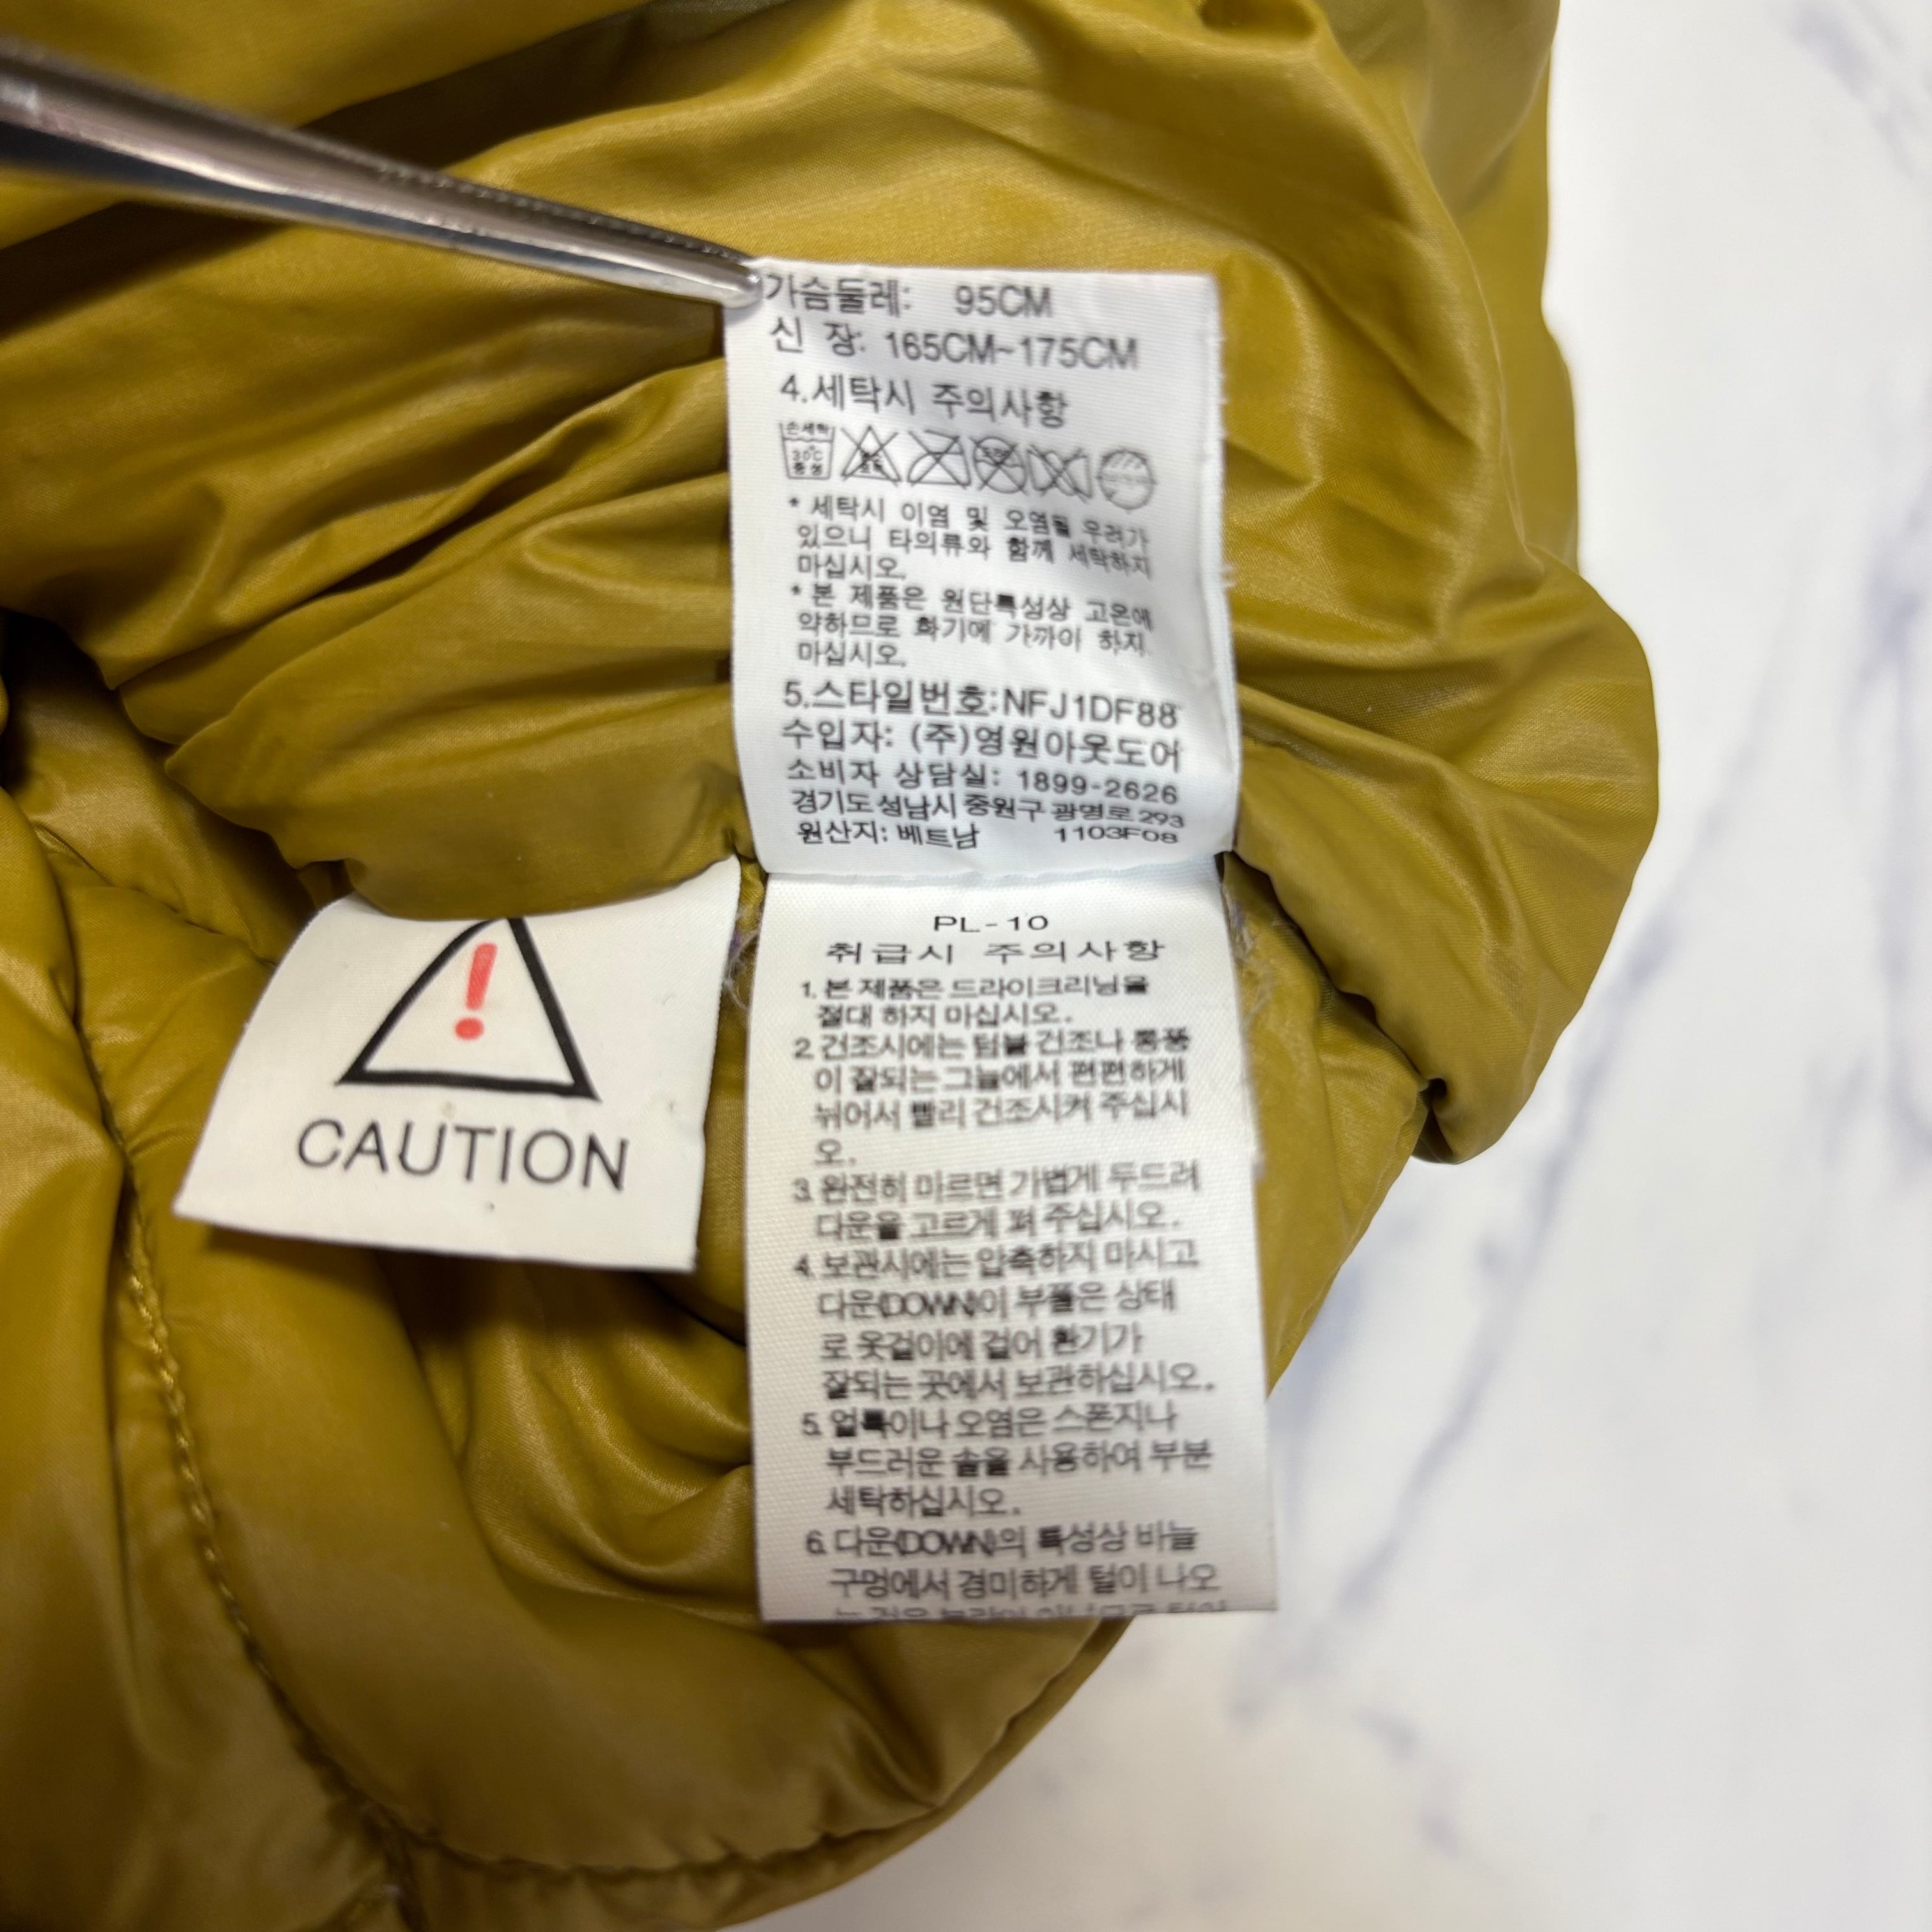 가슴둘레: 95CM
신 장: 165CM~175CM
4.세탁시 주의사항
손세탁
30℃
중성
* 세탁시 이염 및 오염될 우려가
있으니 타의류와 함께 세탁하지
마십시오.
* 본 제품은 원단특성상 고온에
약하므로 화기에 가까이 하지
마십시오.
5.스타일번호:NFJ1DF88
수입자: (주)영원아웃도어
소비자 상담실: 1899-2626
경기도 성남시 중원구 광명로 293
원산지: 베트남 1103F08
!
CAUTION
PL-10
취급시 주의사항
1. 본 제품은 드라이크리닝을
절대 하지 마십시오.
2. 건조시에는 텀블 건조나 통풍
이 잘되는 그늘에서 편편하게
뉘어서 빨리 건조시켜 주십시
오.
3. 완전히 마르면 가볍게 두드려
다운을 고르게 펴 주십시오.
4. 보관시에는 압축하지 마시고
다운(DOWN)이 부풀은 상태
로 옷걸이에 걸어 환기가
잘되는 곳에서 보관하십시오.
5. 얼룩이나 오염은 스폰지나
부드러운 솔을 사용하여 부분
세탁하십시오.
6. 다운(DOWN)의 특성상 바늘
구멍에서 경미하게 털이 나오